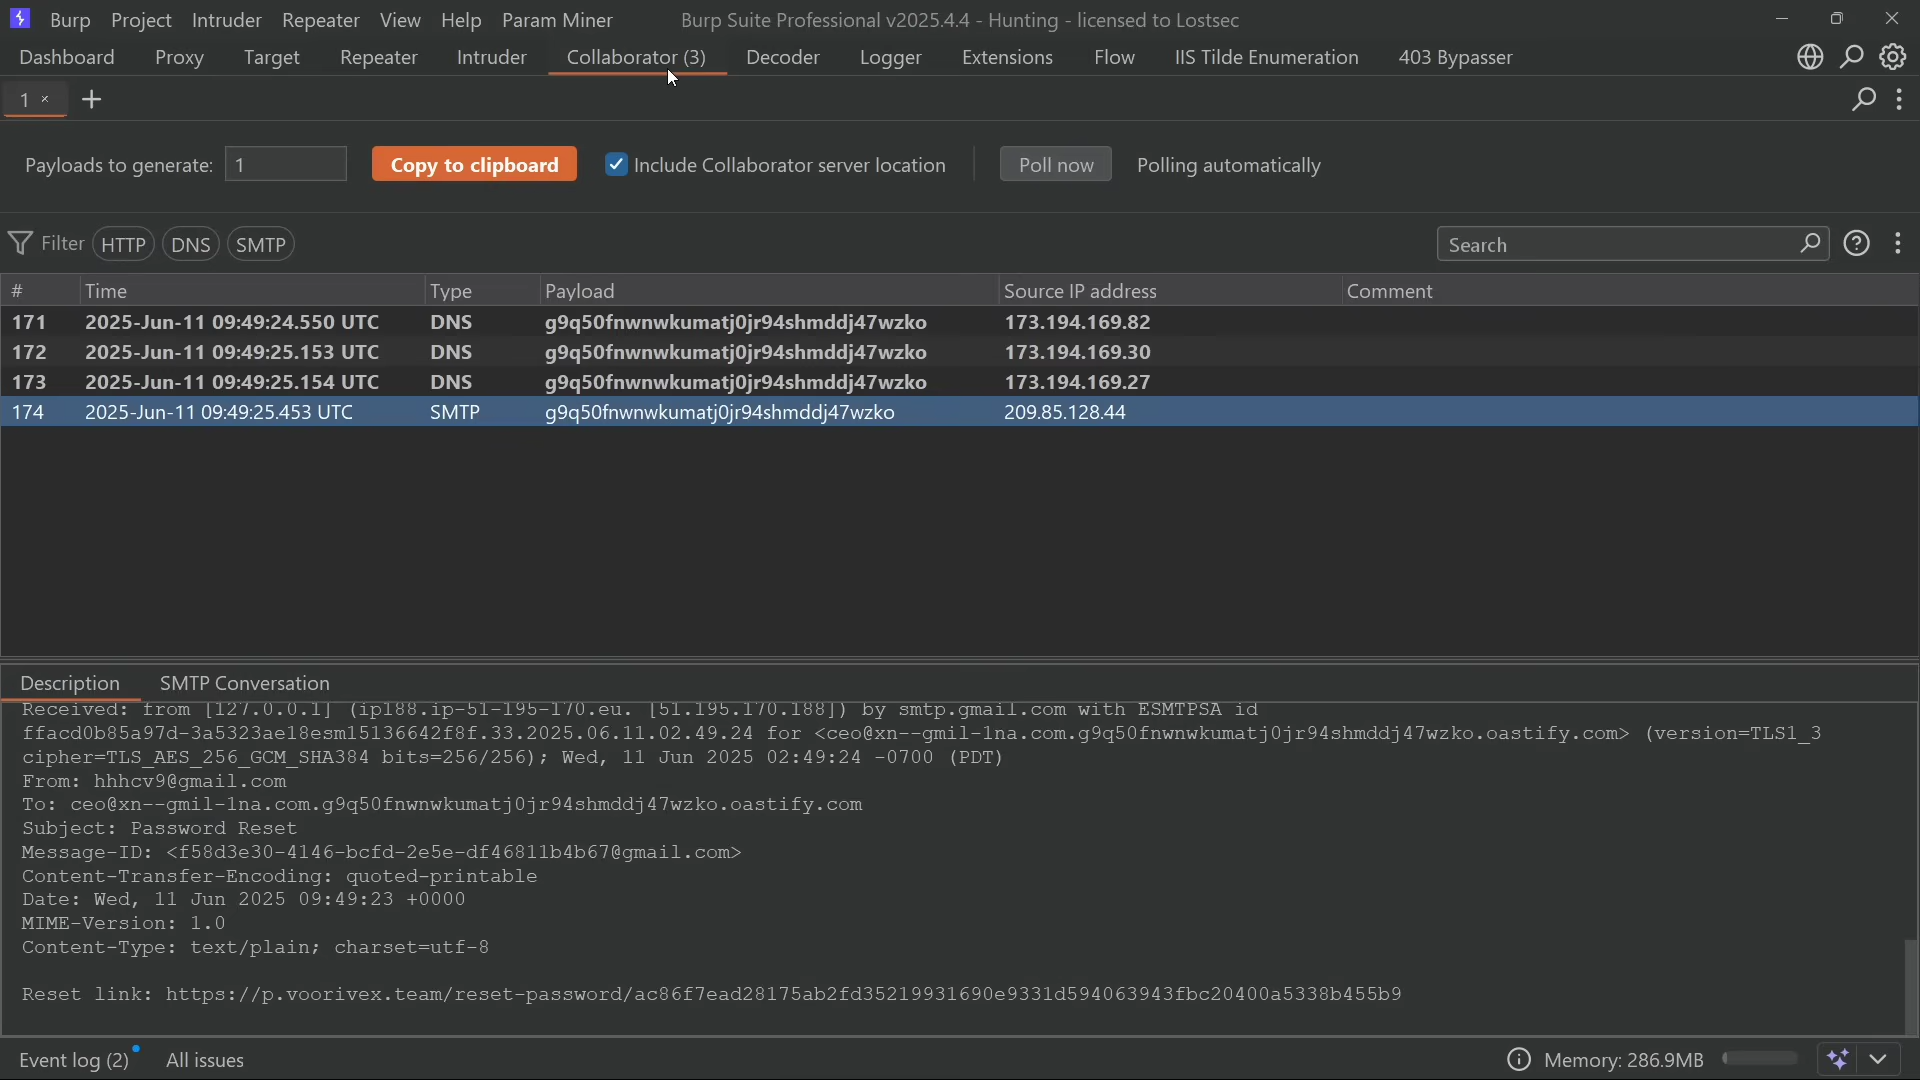 Burp Project Intruder Repeater View Help Param Miner Burp Suite Professional v2025.4.4 - Hunting - licensed to Lostsec
Dashboard Proxy Target Repeater Intruder Collaborator (3) Decoder Logger Extensions Flow IIS Tilde Enumeration 403 Bypasser
1 × +
Payloads to generate: 1 Copy to clipboard Include Collaborator server location Poll now Polling automatically
Filter HTTP DNS SMTP Search
# Time Type Payload Source IP address Comment
171 2025-Jun-11 09:49:24.550 UTC DNS g9q50fnwnwkumatj0jr94shmddj47wzko 173.194.169.82
172 2025-Jun-11 09:49:25.153 UTC DNS g9q50fnwnwkumatj0jr94shmddj47wzko 173.194.169.30
173 2025-Jun-11 09:49:25.154 UTC DNS g9q50fnwnwkumatj0jr94shmddj47wzko 173.194.169.27
174 2025-Jun-11 09:49:25.453 UTC SMTP g9q50fnwnwkumatj0jr94shmddj47wzko 209.85.128.44
Description SMTP Conversation
Received: from [127.0.0.1] (ip188.ip-51-195-170.eu. [51.195.170.188]) by smtp.gmail.com with ESMTPSA id
ffacd0b85a97d-3a5323ae18esm15136642f8f.33.2025.06.11.02.49.24 for <ceo@xn--gmil-1na.com.g9q50fnwnwkumatj0jr94shmddj47wzko.oastify.com> (version=TLS1_3
cipher=TLS_AES_256_GCM_SHA384 bits=256/256); Wed, 11 Jun 2025 02:49:24 -0700 (PDT)
From: hhhcv9@gmail.com
To: ceo@xn--gmil-1na.com.g9q50fnwnwkumatj0jr94shmddj47wzko.oastify.com
Subject: Password Reset
Message-ID: <f58d3e30-4146-bcfd-2e5e-df46811b4b67@gmail.com>
Content-Transfer-Encoding: quoted-printable
Date: Wed, 11 Jun 2025 09:49:23 +0000
MIME-Version: 1.0
Content-Type: text/plain; charset=utf-8
Reset link: https://p.voorivex.team/reset-password/ac86f7ead28175ab2fd35219931690e9331d594063943fbc20400a5338b455b9
Event log (2) All issues Memory: 286.9MB